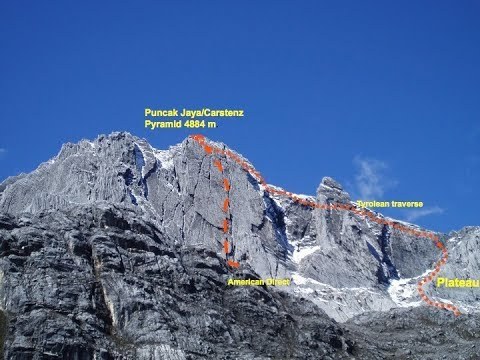 Puncak Jaya/Carstenz
Pyramid 4884 m
Tyrolean traverse
American Direct
Plateau